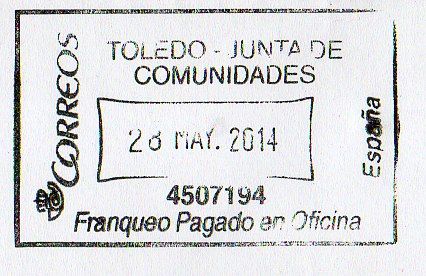 CORREOS
TOLEDO - JUNTA DE
COMUNIDADES
28 MAY. 2014
4507194
Franqueo Pagado en Oficina
España